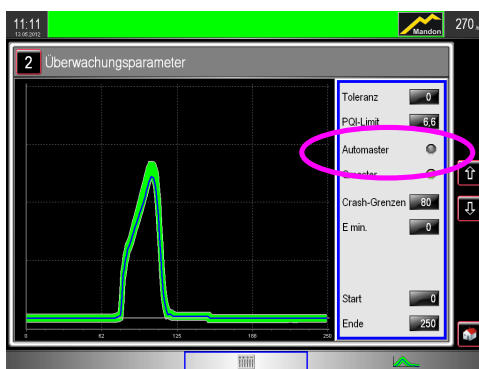 11:11
13.05.2012
Mandon
270
2 Überwachungsparameter
Toleranz 0
PQI-Limit 6,6
Automaster
Crash-Grenzen 80
E min. 0
Start 0
Ende 250
0 62 125 188 250